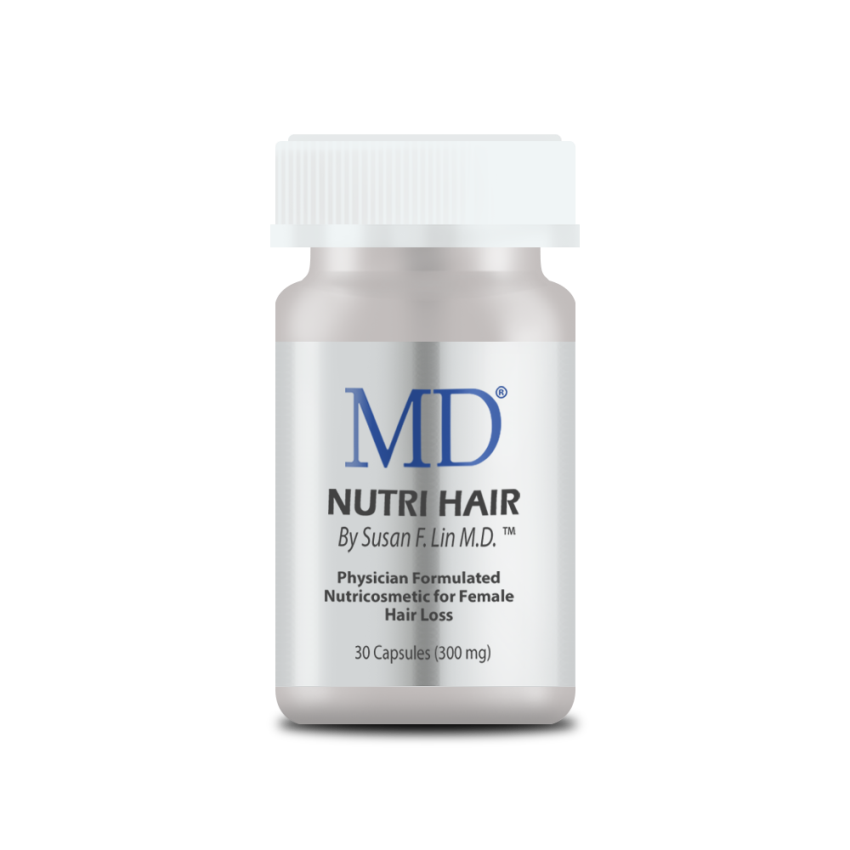 MD®
NUTRI HAIR
By Susan F. Lin M.D. ™
Physician Formulated
Nutricosmetic for Female
Hair Loss
30 Capsules (300 mg)